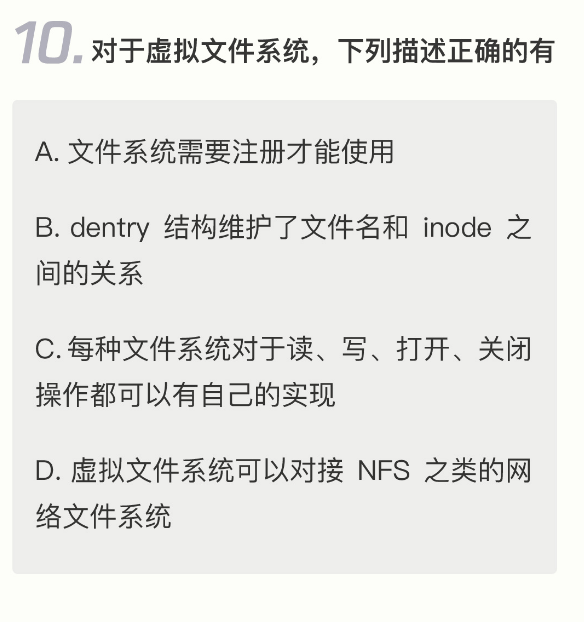 10. 对于虚拟文件系统，下列描述正确的有
A. 文件系统需要注册才能使用
B. dentry 结构维护了文件名和 inode 之
间的关系
C. 每种文件系统对于读、写、打开、关闭
操作都可以有自己的实现
D. 虚拟文件系统可以对接 NFS 之类的网
络文件系统